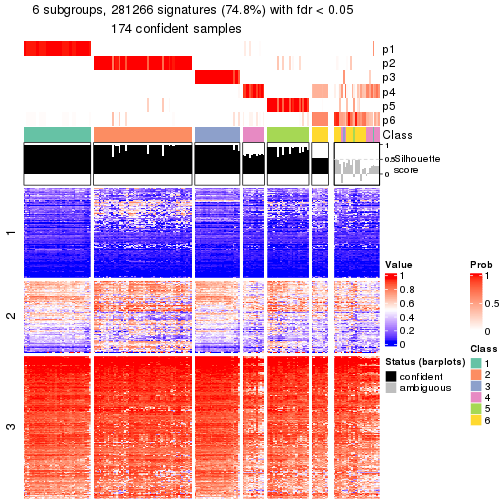 6 subgroups, 281266 signatures (74.8%) with fdr < 0.05
174 confident samples
p1
p2
p3
p4
p5
p6
Class
1
0.5
0
Silhouette
score
1
2
3
Value
1
0.8
0.6
0.4
0.2
0
Prob
1
0.5
0
Status (barplots)
confident
ambiguous
Class
1
2
3
4
5
6